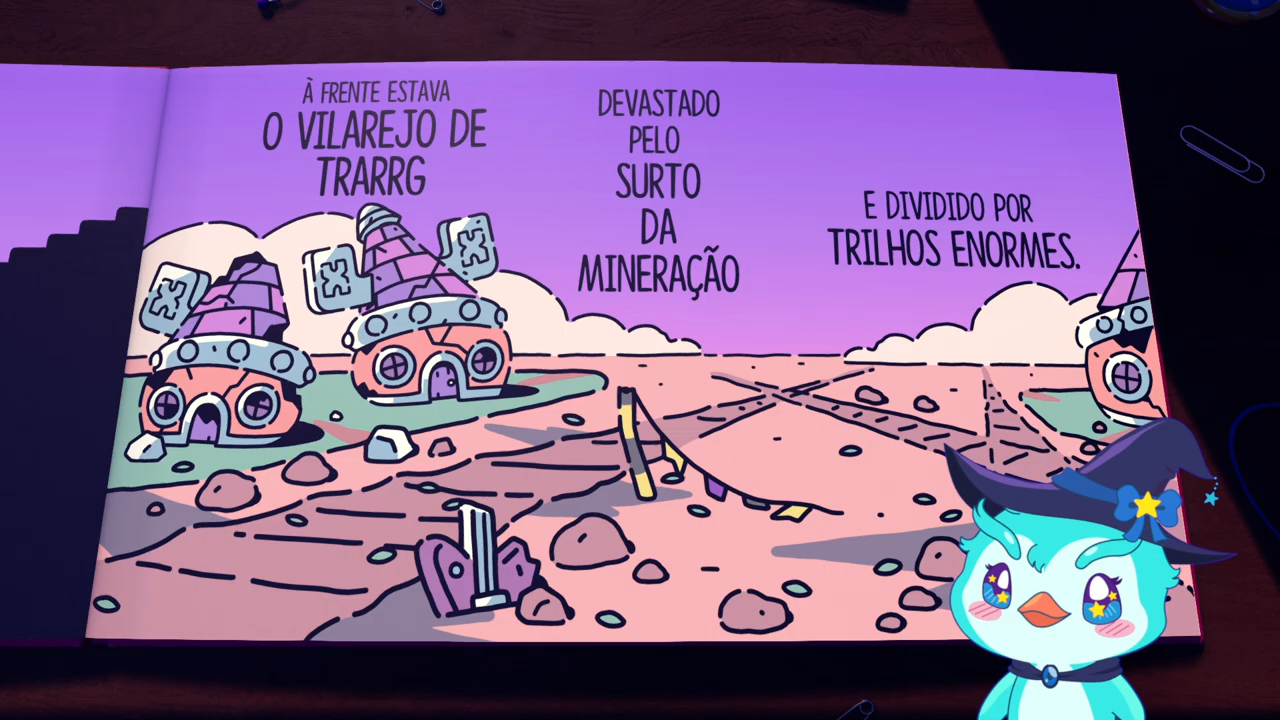 À FRENTE ESTAVA
O VILAREJO DE
TRARRG
DEVASTADO
PELO
SURTO
DA
MINERAÇÃO
E DIVIDIDO POR
TRILHOS ENORMES.